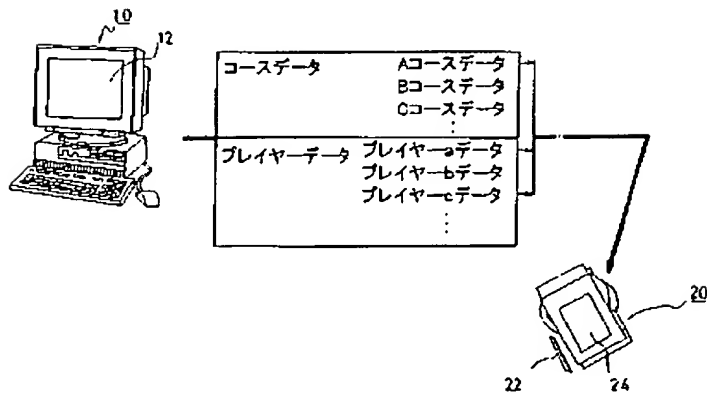 10
12
コースデータ
Aコースデータ
Bコースデータ
Cコースデータ
⋮
プレイヤーデータ
プレイヤーaデータ
プレイヤーbデータ
プレイヤーcデータ
⋮
20
22
24